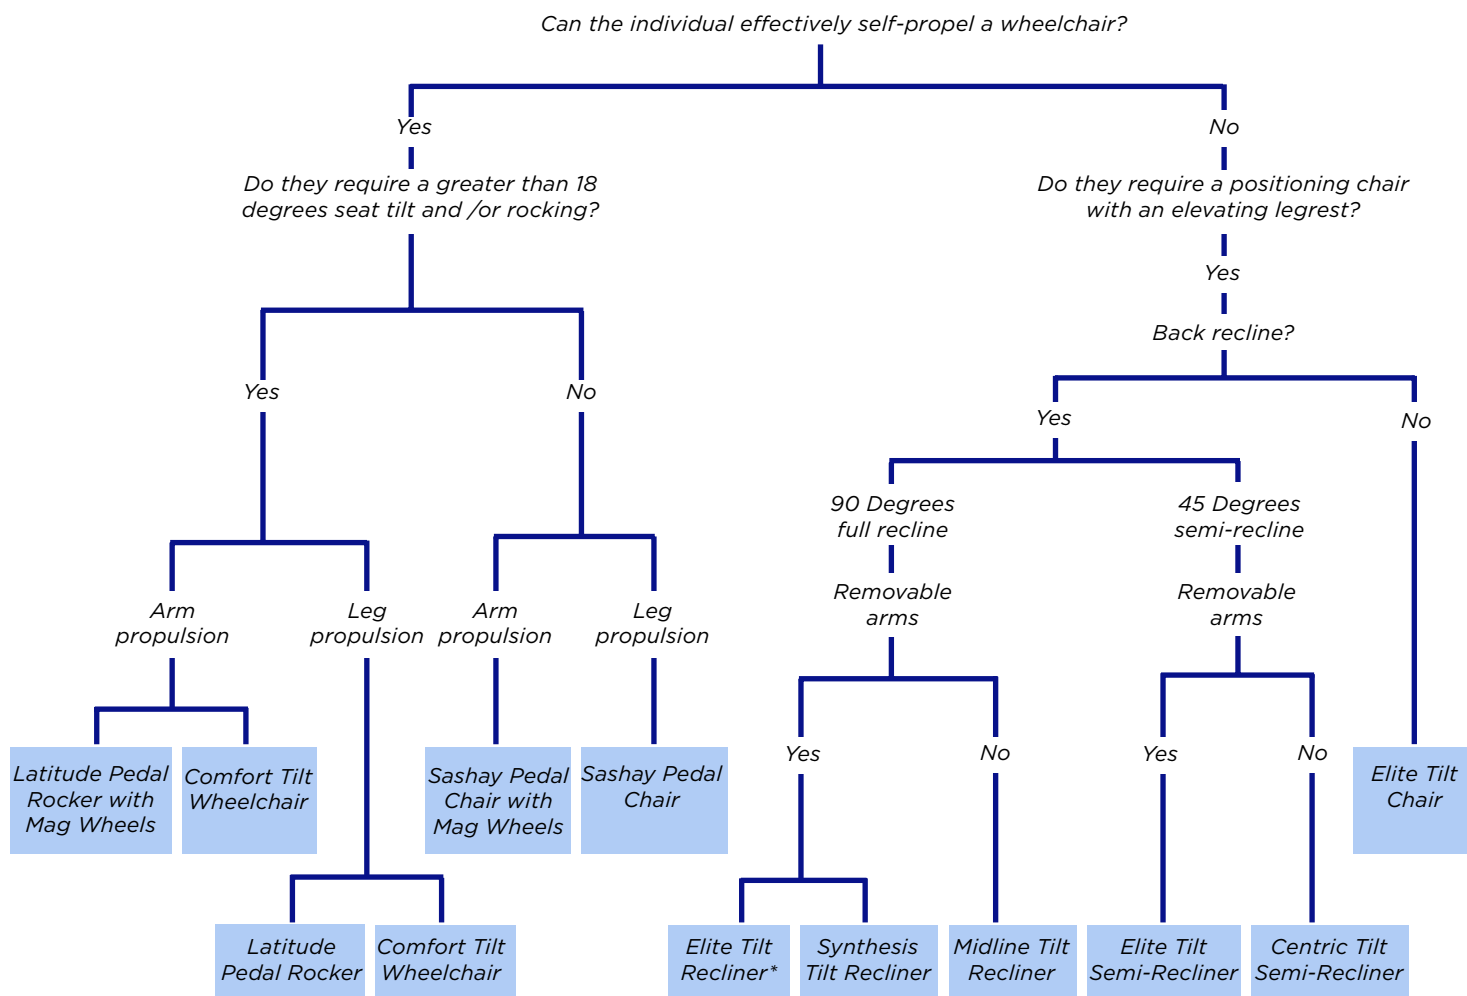 Can the individual effectively self-propel a wheelchair?
Yes
No
Do they require a greater than 18
degrees seat tilt and /or rocking?
Do they require a positioning chair
with an elevating legrest?
Yes
Back recline?
Yes
No
Yes
No
90 Degrees
full recline
45 Degrees
semi-recline
Removable
arms
Removable
arms
Arm
propulsion
Leg
propulsion
Arm
propulsion
Leg
propulsion
Yes
No
Yes
No
Latitude Pedal
Rocker with
Mag Wheels
Comfort Tilt
Wheelchair
Sashay Pedal
Chair with
Mag Wheels
Sashay Pedal
Chair
Elite Tilt
Chair
Latitude
Pedal Rocker
Comfort Tilt
Wheelchair
Elite Tilt
Recliner*
Synthesis
Tilt Recliner
Midline Tilt
Recliner
Elite Tilt
Semi-Recliner
Centric Tilt
Semi-Recliner